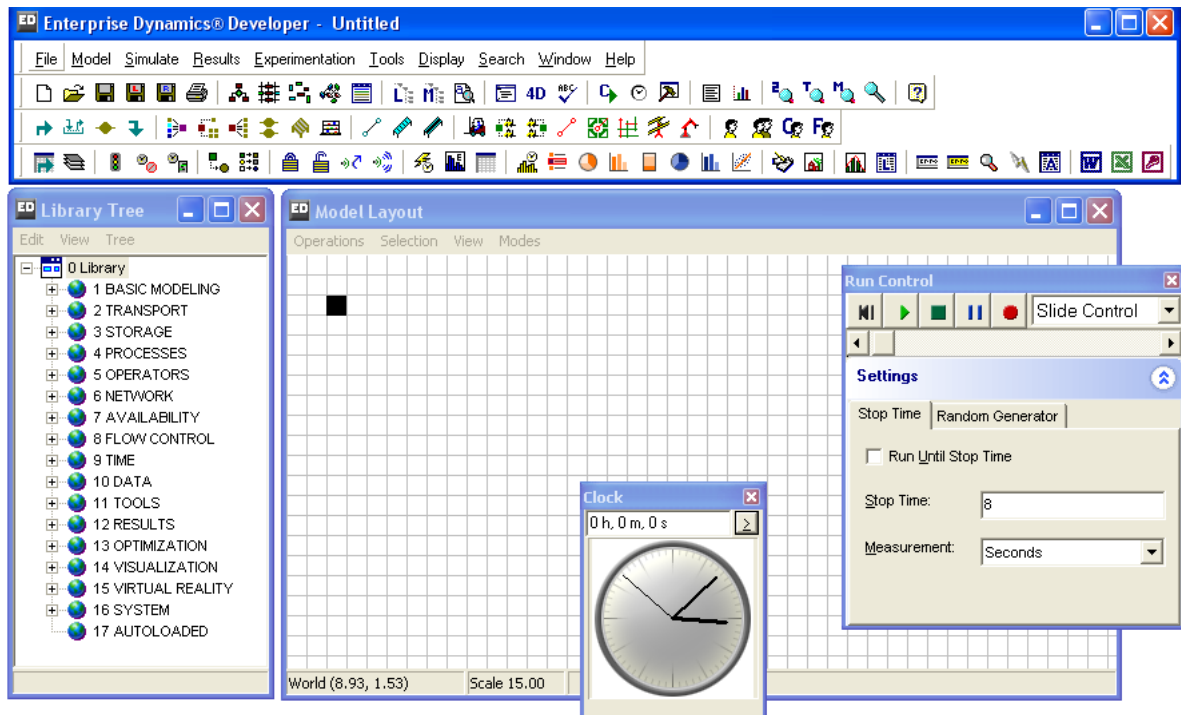 ED Enterprise Dynamics® Developer - Untitled
File Model Simulate Results Experimentation Tools Display Search Window Help
4D ABC 2 T M ?
C F
W X
ED Library Tree
Edit View Tree
0 Library
1 BASIC MODELING
2 TRANSPORT
3 STORAGE
4 PROCESSES
5 OPERATORS
6 NETWORK
7 AVAILABILITY
8 FLOW CONTROL
9 TIME
10 DATA
11 TOOLS
12 RESULTS
13 OPTIMIZATION
14 VISUALIZATION
15 VIRTUAL REALITY
16 SYSTEM
17 AUTOLOADED
ED Model Layout
Operations Selection View Modes
World (8.93, 1.53) Scale 15.00
Clock
0 h, 0 m, 0 s >
Run Control
Slide Control
Settings
Stop Time Random Generator
Run Until Stop Time
Stop Time: 8
Measurement: Seconds